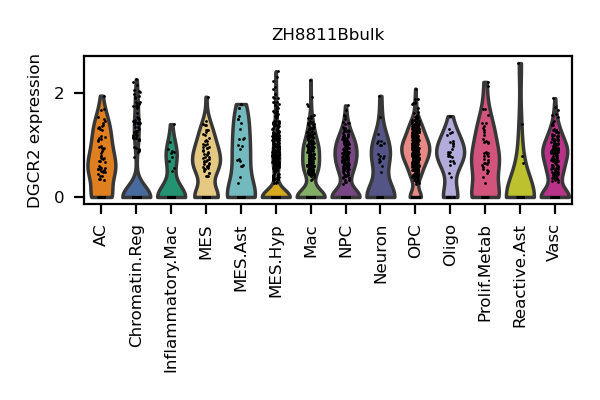 ZH8811Bbulk
DGCR2 expression
2
0
AC
Chromatin.Reg
Inflammatory.Mac
MES
MES.Ast
MES.Hyp
Mac
NPC
Neuron
OPC
Oligo
Prolif.Metab
Reactive.Ast
Vasc